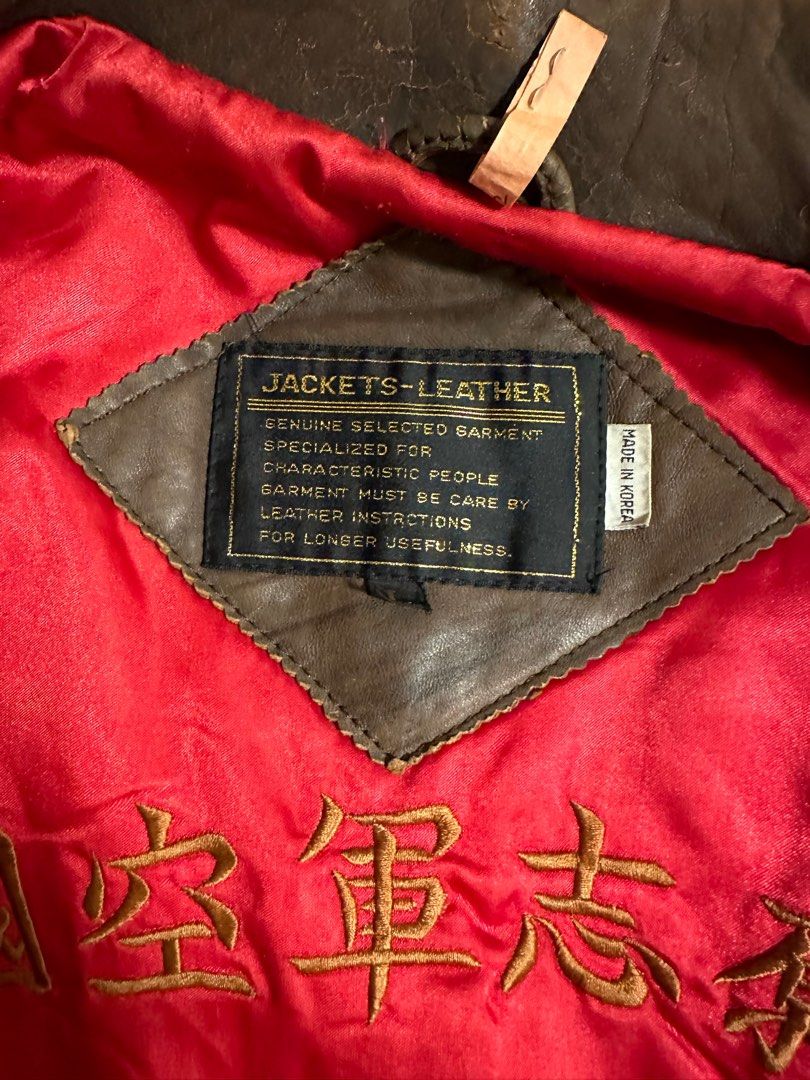 JACKETS-LEATHER
GENUINE SELECTED GARMENT
SPECIALIZED FOR
CHARACTERISTIC PEOPLE
GARMENT MUST BE CARE BY
LEATHER INSTRCTIONS
FOR LONGER USEFULNESS.
MADE IN KOREA
空軍志